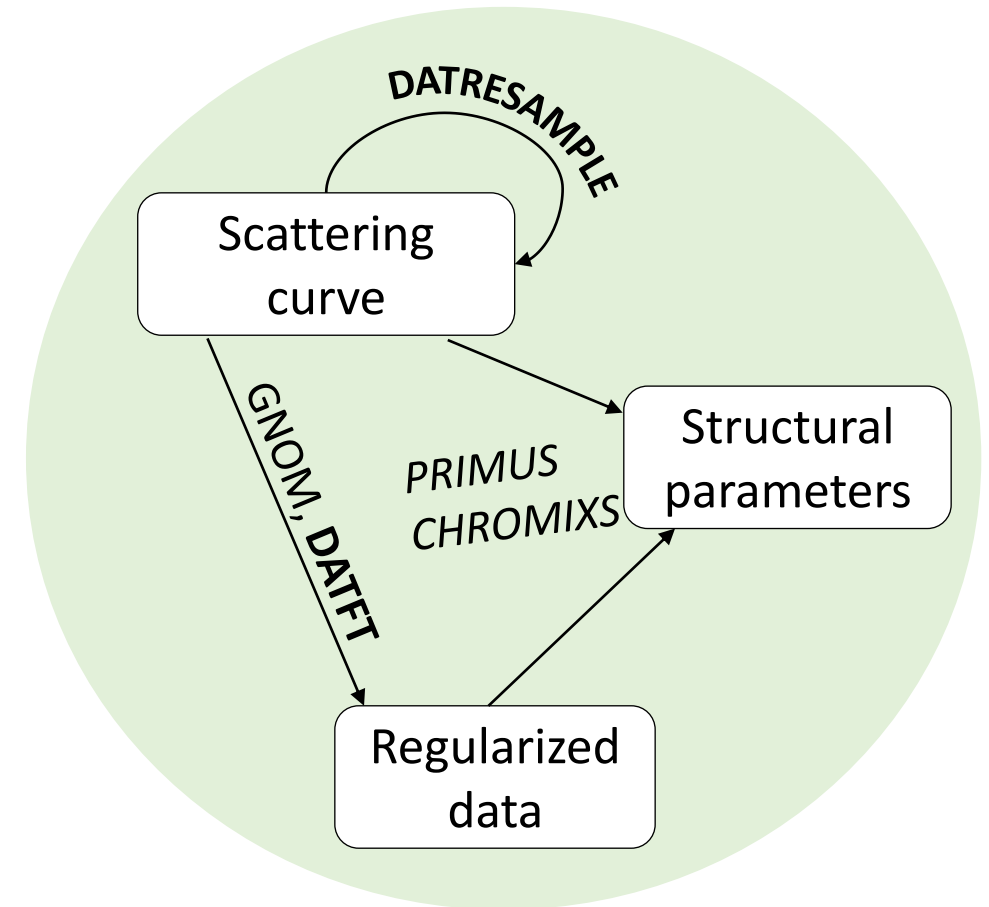 DATRESAMPLE
Scattering
curve
GNOM, DATFT
PRIMUS
CHROMIXS
Structural
parameters
Regularized
data